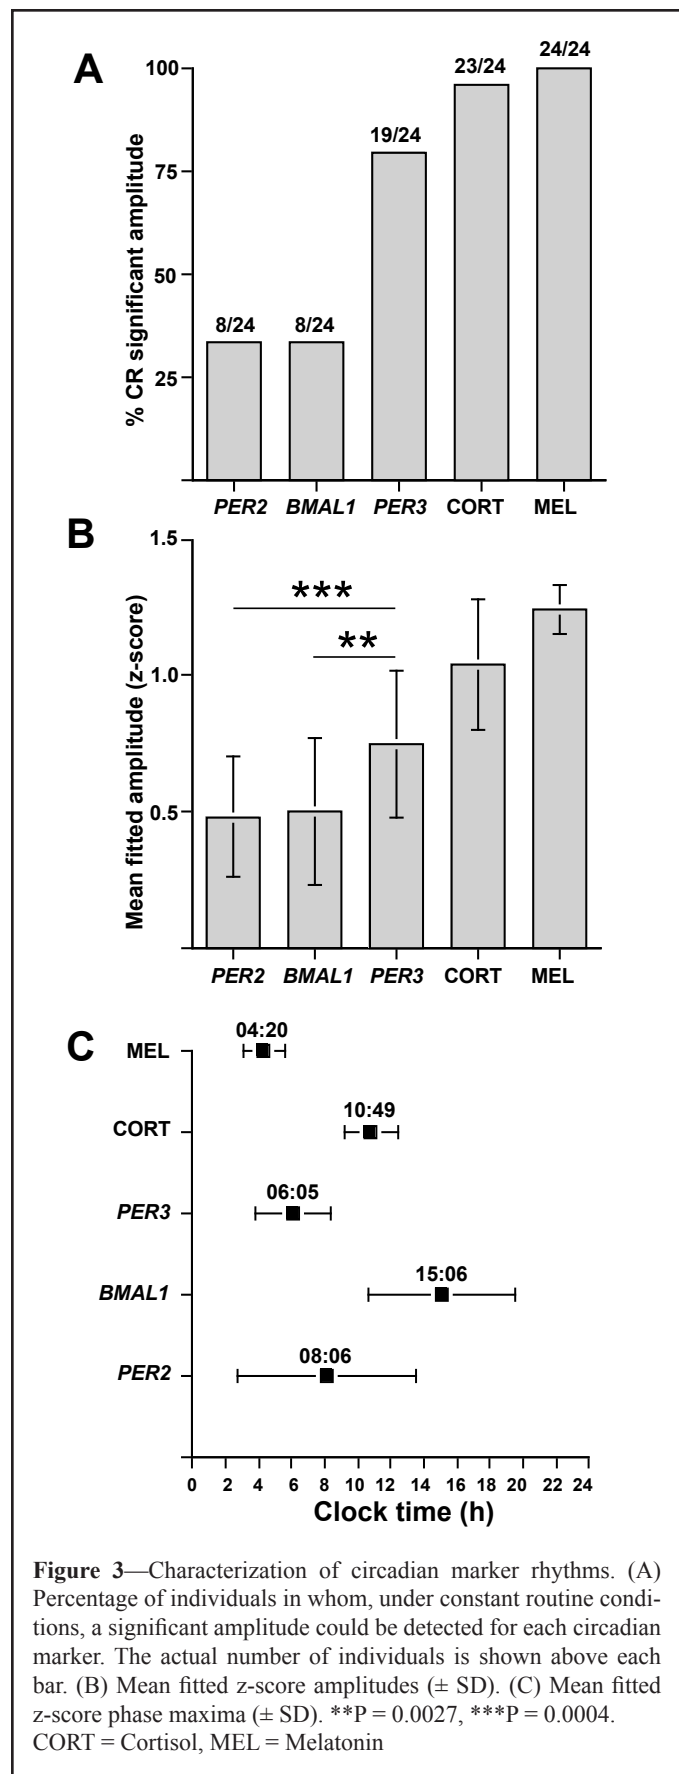 A
% CR significant amplitude
100
75
50
25
8/24
8/24
19/24
23/24
24/24
PER2
BMAL1
PER3
CORT
MEL
B
Mean fitted amplitude (z-score)
1.5
1.0
0.5
***
**
PER2
BMAL1
PER3
CORT
MEL
C
MEL
04:20
CORT
10:49
PER3
06:05
BMAL1
15:06
PER2
08:06
0 2 4 6 8 10 12 14 16 18 20 22 24
Clock time (h)
Figure 3—Characterization of circadian marker rhythms. (A)
Percentage of individuals in whom, under constant routine condi-
tions, a significant amplitude could be detected for each circadian
marker. The actual number of individuals is shown above each
bar. (B) Mean fitted z-score amplitudes (± SD). (C) Mean fitted
z-score phase maxima (± SD). **P = 0.0027, ***P = 0.0004.
CORT = Cortisol, MEL = Melatonin